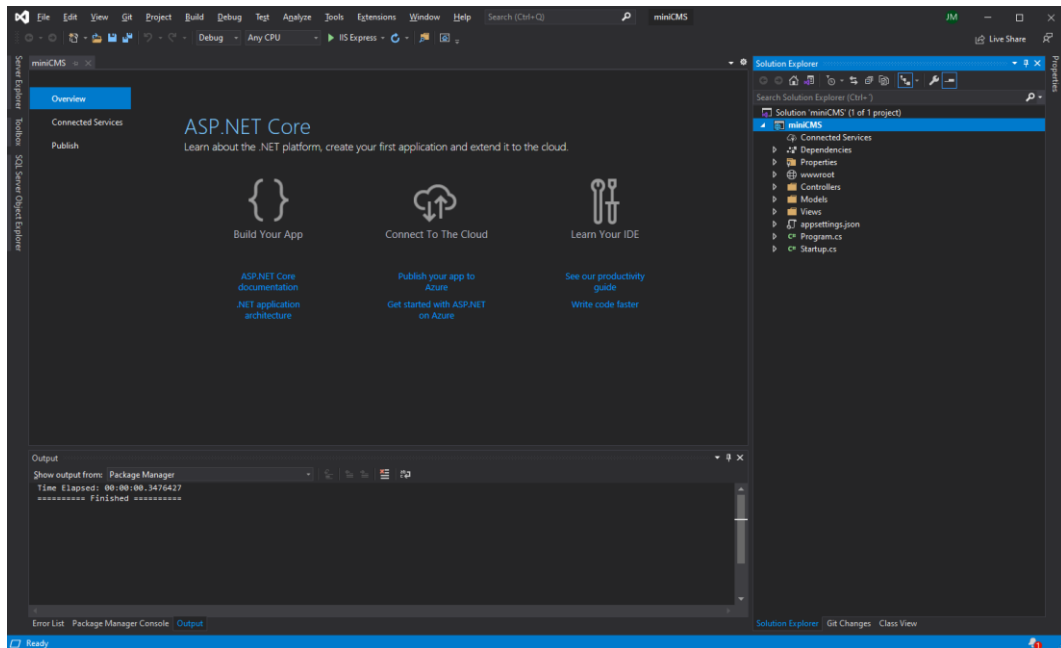 File Edit View Git Project Build Debug Test Analyze Tools Extensions Window Help Search (Ctrl+Q) miniCMS JM
Debug Any CPU IIS Express Live Share
Server Explorer
Toolbox
SQL Server Object Explorer
miniCMS
Overview
Connected Services
Publish
ASP.NET Core
Learn about the .NET platform, create your first application and extend it to the cloud.
Build Your App
Connect To The Cloud
Learn Your IDE
ASP.NET Core
documentation
.NET application
architecture
Publish your app to
Azure
Get started with ASP.NET
on Azure
See our productivity
guide
Write code faster
Output
Show output from: Package Manager
Time Elapsed: 00:00:00.3476427
========== Finished ==========
Error List Package Manager Console Output
Solution Explorer
Search Solution Explorer (Ctrl+´)
Solution 'miniCMS' (1 of 1 project)
miniCMS
Connected Services
Dependencies
Properties
wwwroot
Controllers
Models
Views
appsettings.json
C# Program.cs
C# Startup.cs
Solution Explorer Git Changes Class View
Properties
Ready
1